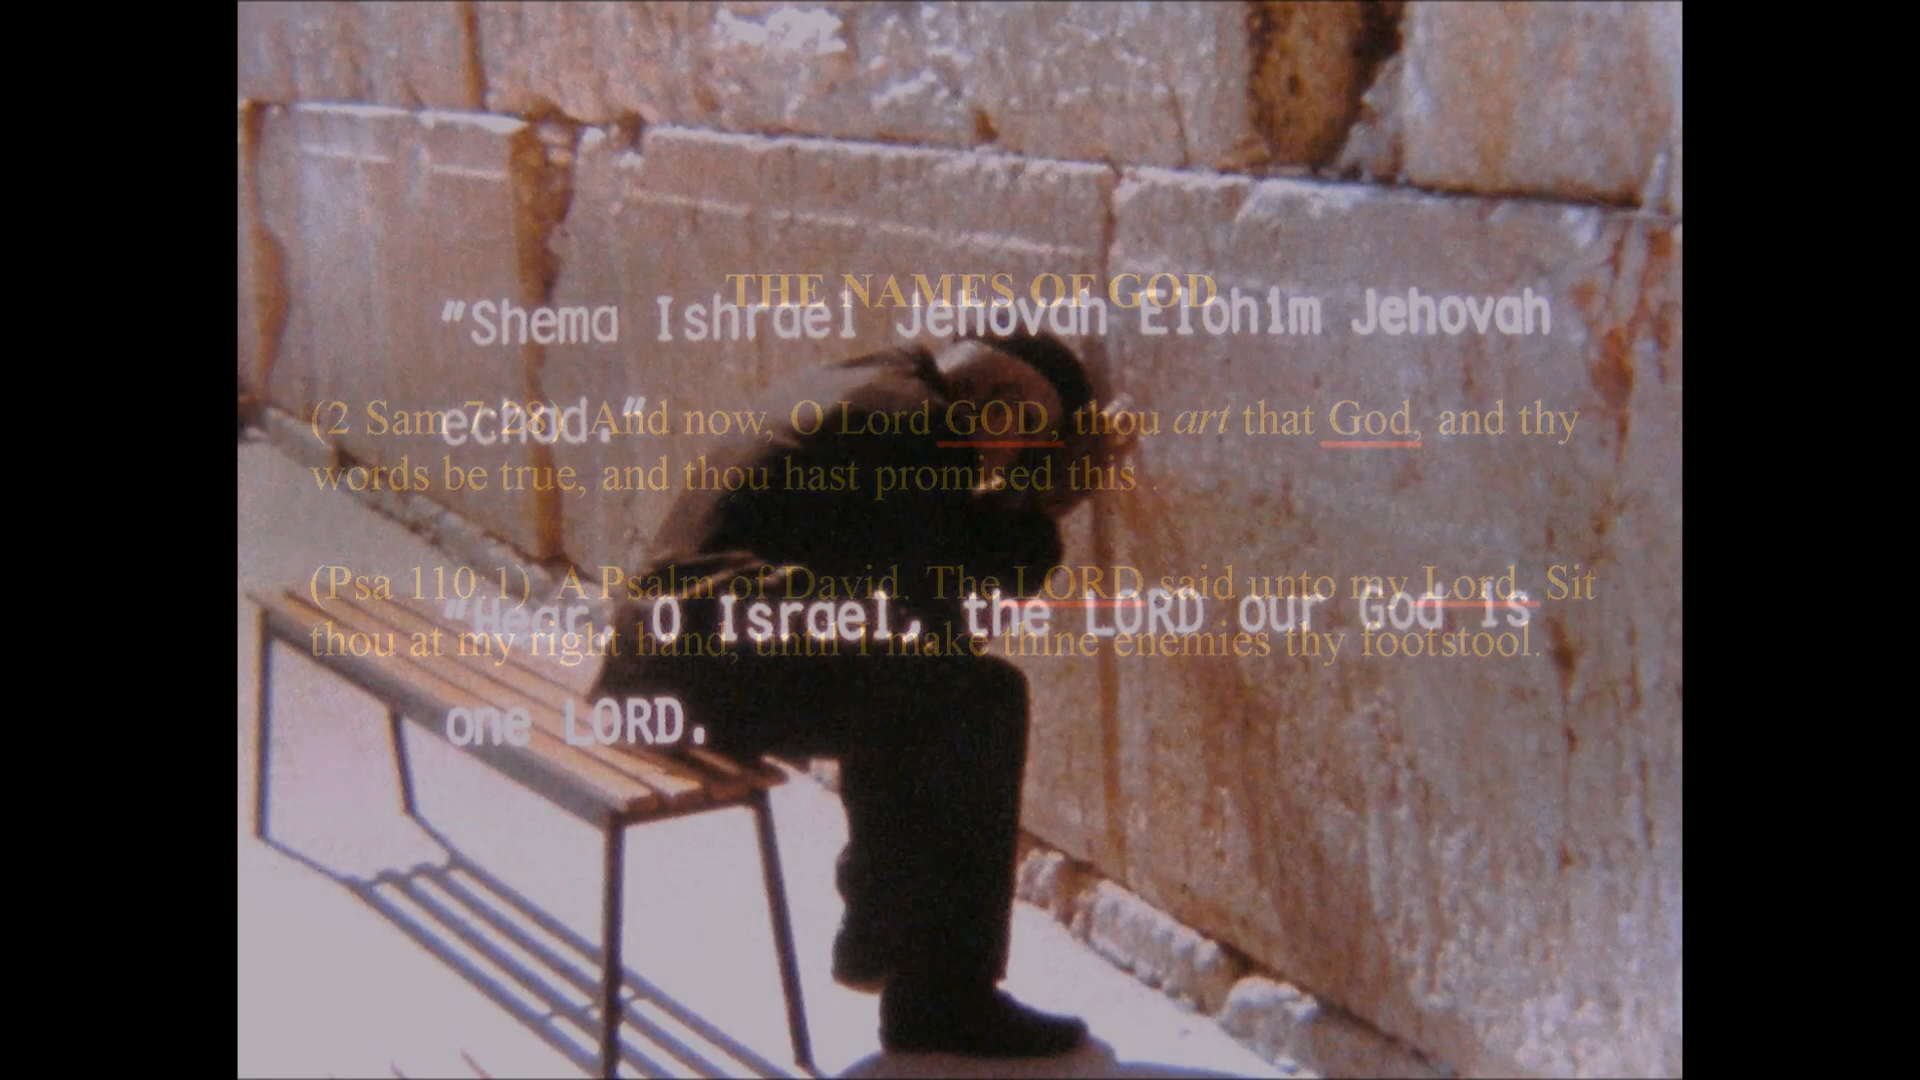 THE NAMES OF GOD
"Shema Ishrael Jehovah Elohim Jehovah
echad."
(2 Sam 7:28) And now, O Lord GOD, thou art that God, and thy
words be true, and thou hast promised this .
(Psa 110:1) A Psalm of David. The LORD said unto my Lord, Sit
thou at my right hand, until I make thine enemies thy footstool.
"Hear, O Israel, the LORD our God is
one LORD.